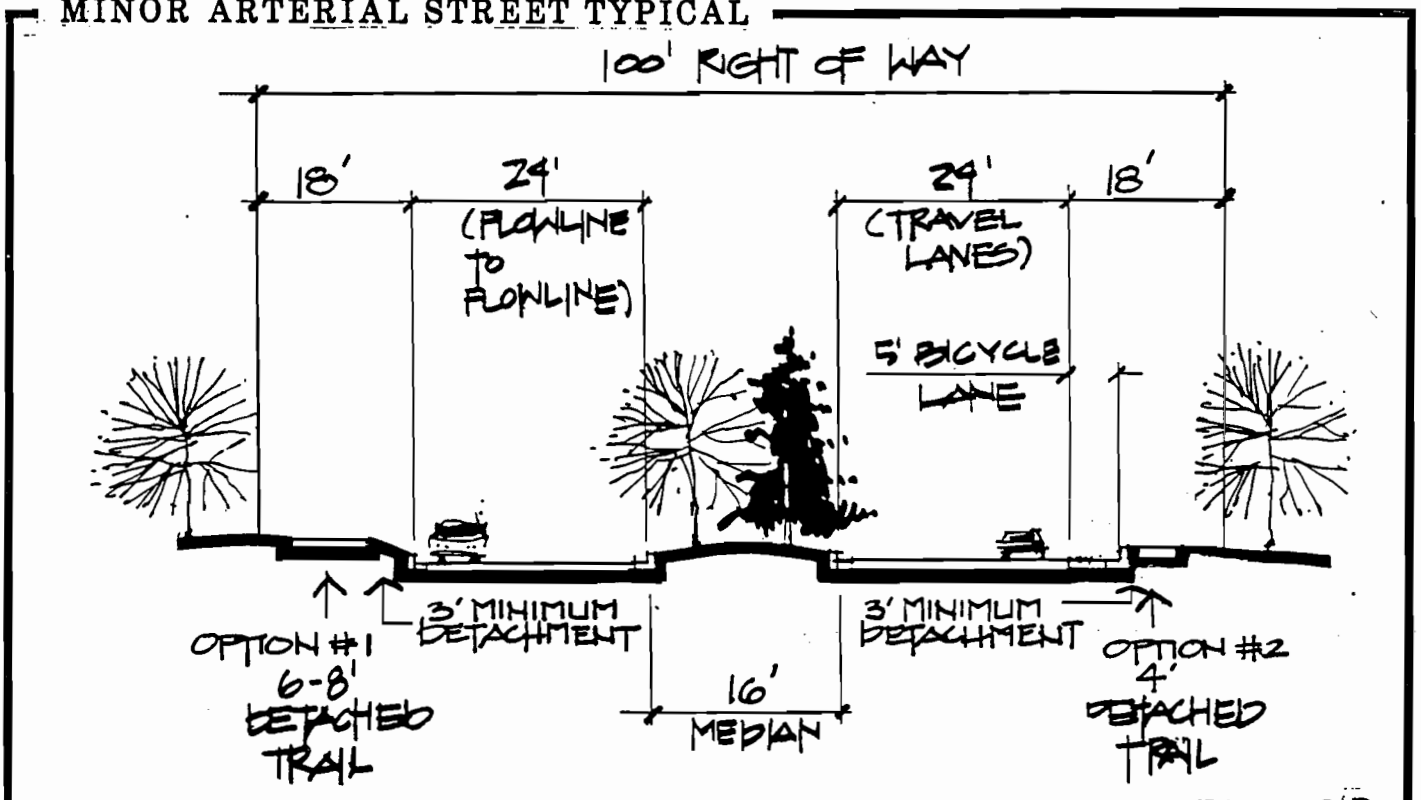 MINOR ARTERIAL STREET TYPICAL
100' RIGHT OF WAY
18'
24'
24'
18'
(FLOWLINE
TO
FLOWLINE)
(TRAVEL
LANES)
5' BICYCLE
LANE
3' MINIMUM
DETACHMENT
3' MINIMUM
DETACHMENT
OPTION #1
6-8'
DETACHED
TRAIL
OPTION #2
4'
DETACHED
TRAIL
16'
MEDIAN